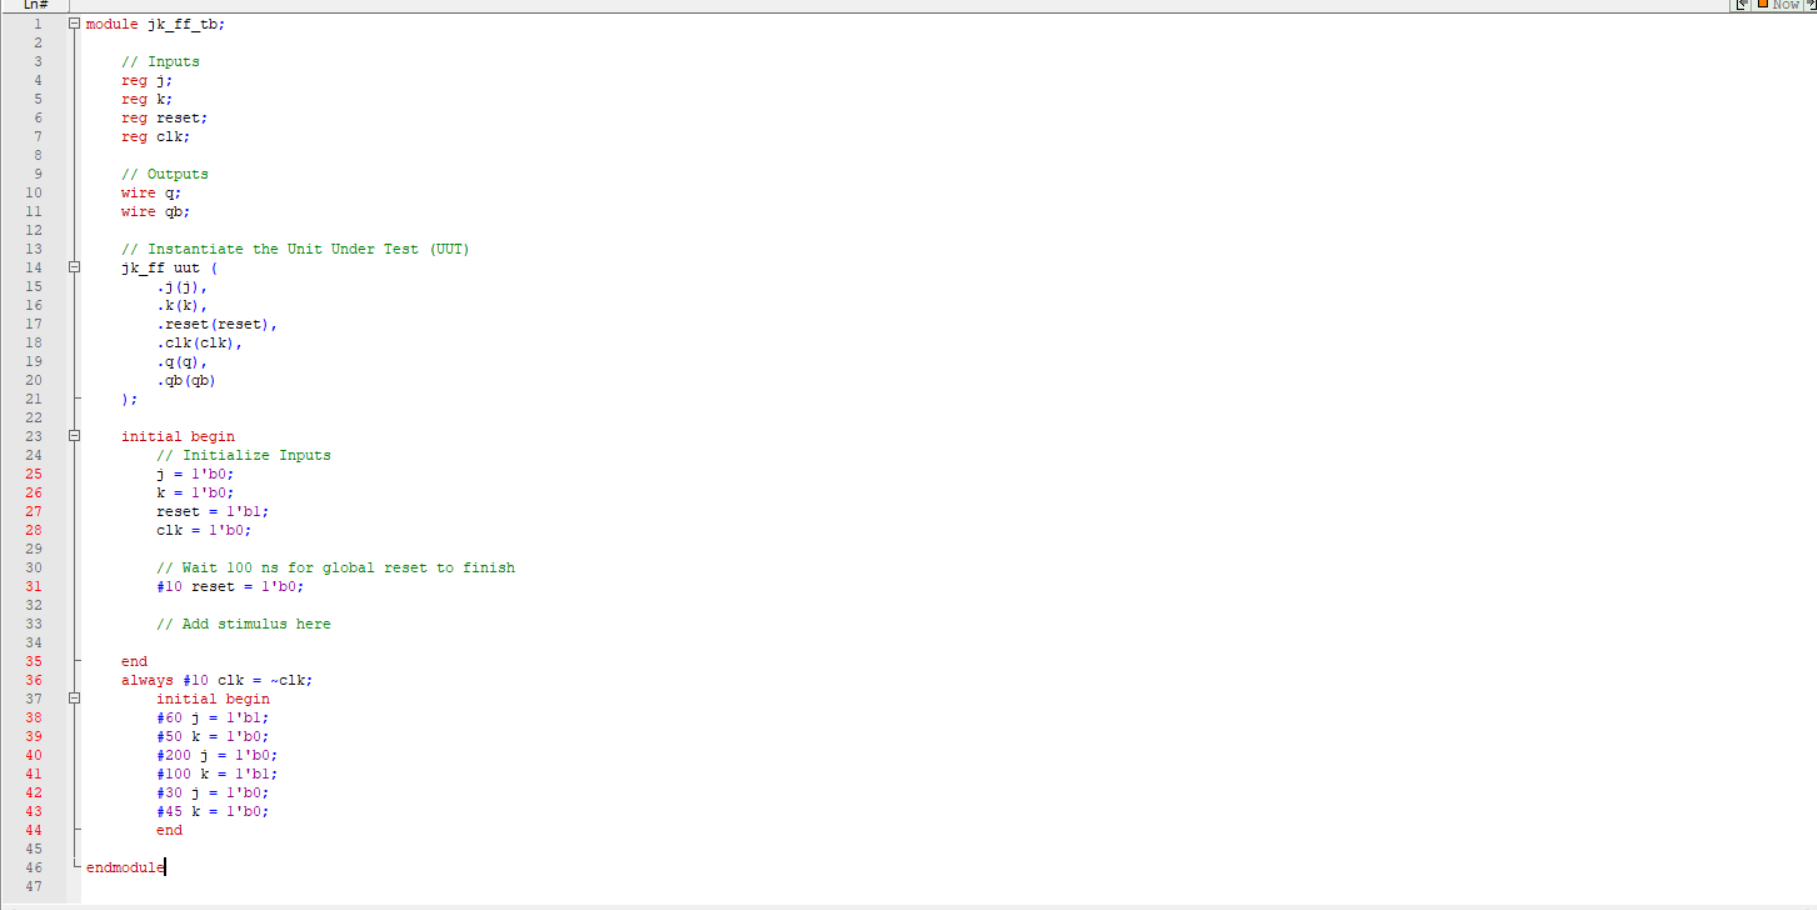 Ln#
Now
1 module jk_ff_tb;
2
3 // Inputs
4 reg j;
5 reg k;
6 reg reset;
7 reg clk;
8
9 // Outputs
10 wire q;
11 wire qb;
12
13 // Instantiate the Unit Under Test (UUT)
14 jk_ff uut (
15 .j(j),
16 .k(k),
17 .reset(reset),
18 .clk(clk),
19 .q(q),
20 .qb(qb)
21 );
22
23 initial begin
24 // Initialize Inputs
25 j = 1'b0;
26 k = 1'b0;
27 reset = 1'b1;
28 clk = 1'b0;
29
30 // Wait 100 ns for global reset to finish
31 #10 reset = 1'b0;
32
33 // Add stimulus here
34
35 end
36 always #10 clk = ~clk;
37 initial begin
38 #60 j = 1'b1;
39 #50 k = 1'b0;
40 #200 j = 1'b0;
41 #100 k = 1'b1;
42 #30 j = 1'b0;
43 #45 k = 1'b0;
44 end
45
46 endmodule
47